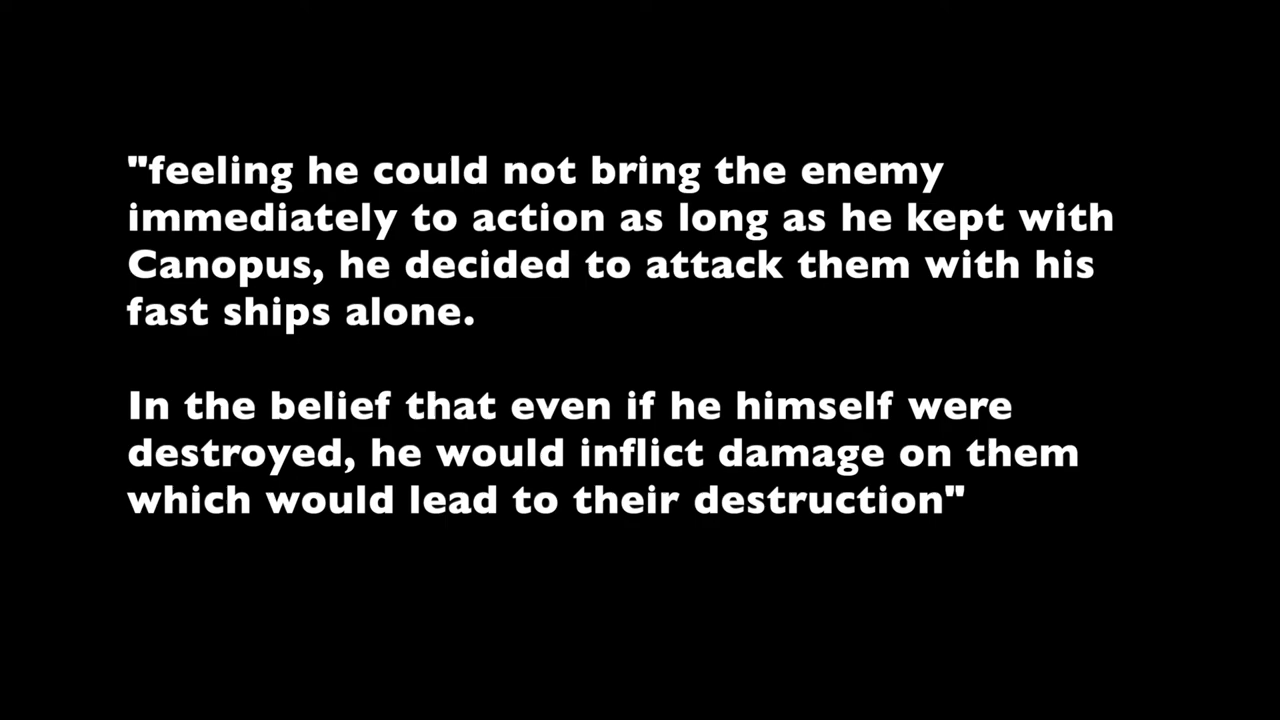 "feeling he could not bring the enemy
immediately to action as long as he kept with
Canopus, he decided to attack them with his
fast ships alone.
In the belief that even if he himself were
destroyed, he would inflict damage on them
which would lead to their destruction"